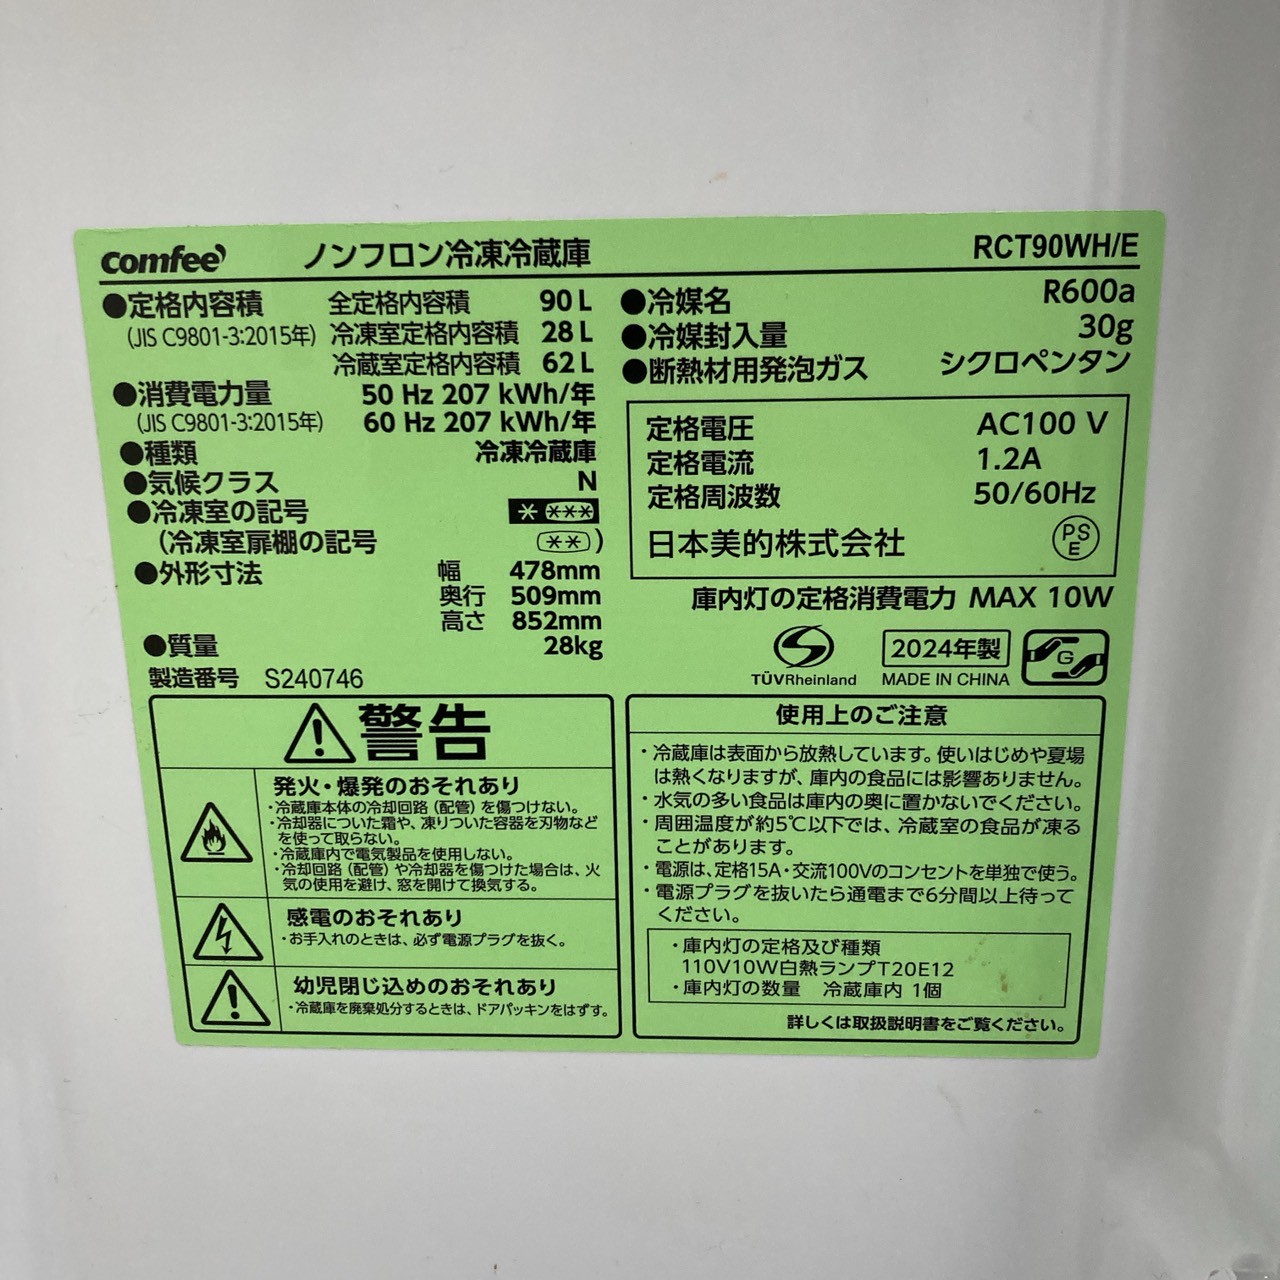 comfee' ノンフロン冷凍冷蔵庫 RCT90WH/E
●定格内容積 全定格内容積 90 L
(JIS C9801-3:2015年) 冷凍室定格内容積 28 L
冷蔵室定格内容積 62 L
●消費電力量 50 Hz 207 kWh/年
(JIS C9801-3:2015年) 60 Hz 207 kWh/年
●種類 冷凍冷蔵庫
●気候クラス N
●冷凍室の記号 * ***
(冷凍室扉棚の記号 **)
●外形寸法 幅 478mm
奥行 509mm
高さ 852mm
●質量 28kg
製造番号 S240746
●冷媒名 R600a
●冷媒封入量 30g
●断熱材用発泡ガス シクロペンタン
定格電圧 AC100 V
定格電流 1.2A
定格周波数 50/60Hz
日本美的株式会社 PSE
庫内灯の定格消費電力 MAX 10W
TÜVRheinland
2024年製
MADE IN CHINA
G
警告
発火・爆発のおそれあり
・冷蔵庫本体の冷却回路（配管）を傷つけない。
・冷却器についた霜や、凍りついた容器を刃物など
を使って取らない。
・冷蔵庫内で電気製品を使用しない。
・冷却回路（配管）や冷却器を傷つけた場合は、火
気の使用を避け、窓を開けて換気する。
感電のおそれあり
・お手入れのときは、必ず電源プラグを抜く。
幼児閉じ込めのおそれあり
・冷蔵庫を廃棄処分するときは、ドアパッキンをはずす。
使用上のご注意
・冷蔵庫は表面から放熱しています。使いはじめや夏場
は熱くなりますが、庫内の食品には影響ありません。
・水気の多い食品は庫内の奥に置かないでください。
・周囲温度が約5℃以下では、冷蔵室の食品が凍る
ことがあります。
・電源は、定格15A・交流100Vのコンセントを単独で使う。
・電源プラグを抜いたら通電まで6分間以上待って
ください。
・庫内灯の定格及び種類
110V10W白熱ランプT20E12
・庫内灯の数量 冷蔵庫内 1個
詳しくは取扱説明書をご覧ください。